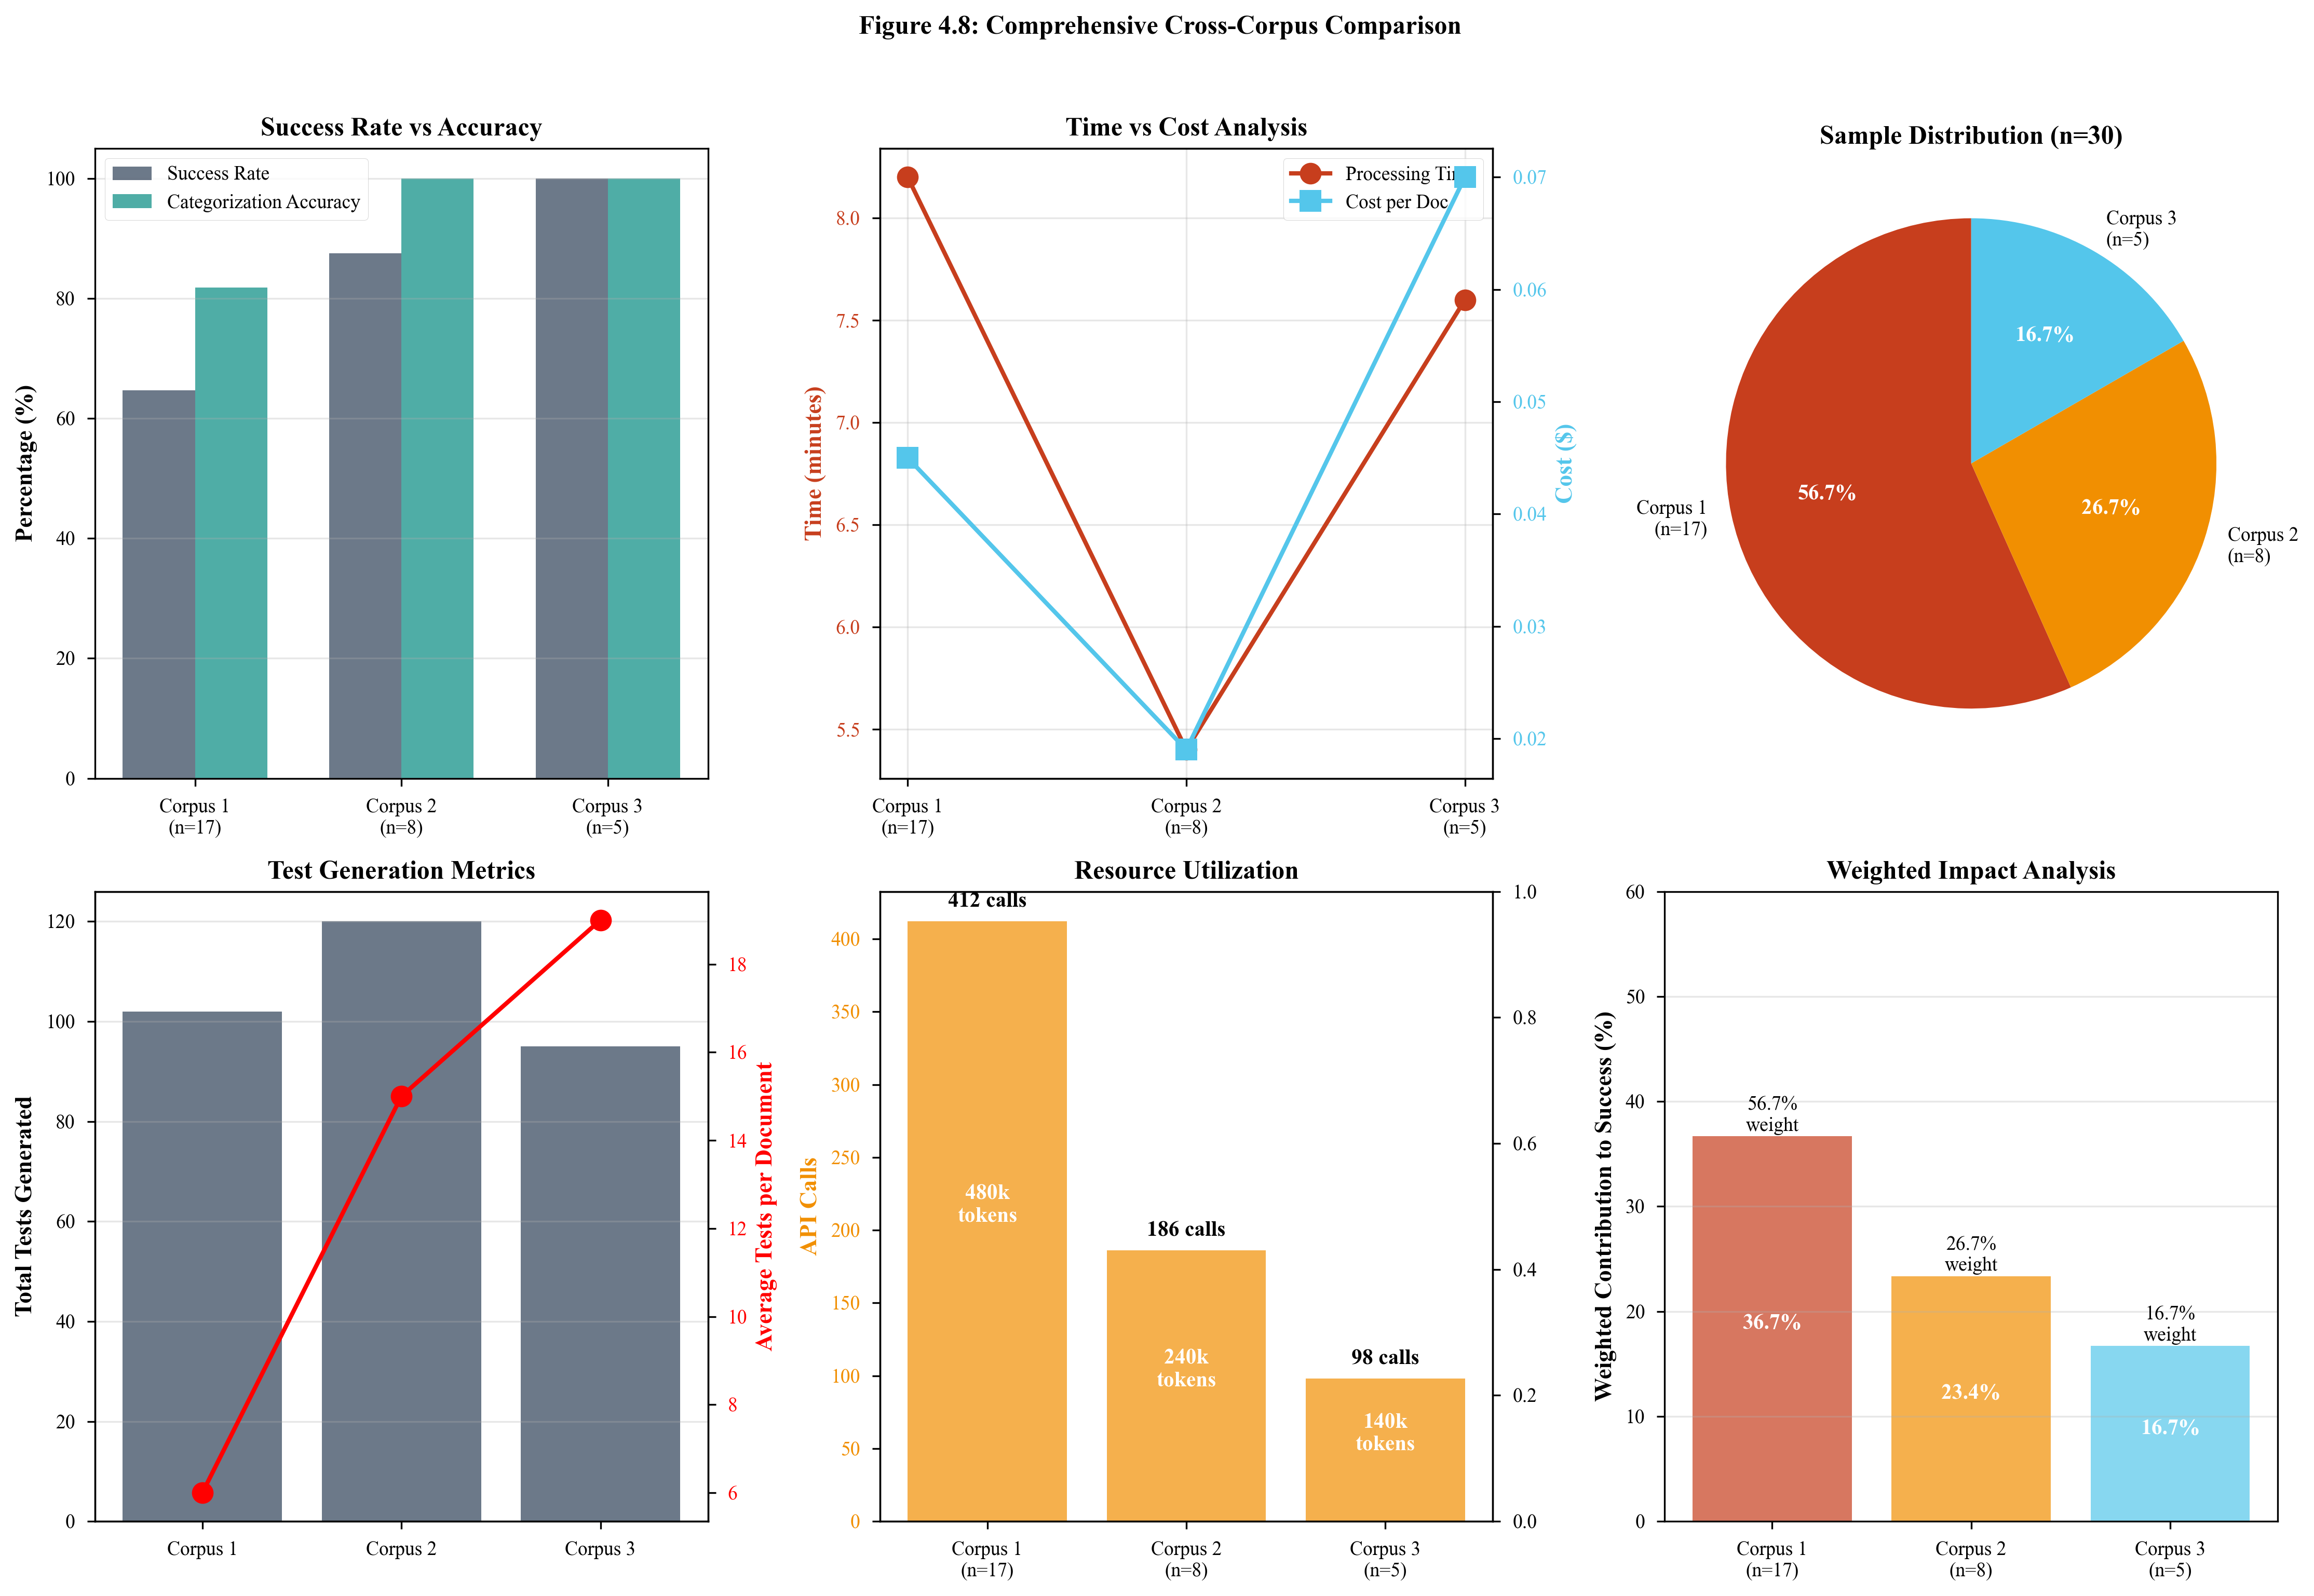 Figure 4.8: Comprehensive Cross-Corpus Comparison
Success Rate vs Accuracy
Success Rate
Categorization Accuracy
Percentage (%)
100
80
60
40
20
0
Corpus 1
(n=17)
Corpus 2
(n=8)
Corpus 3
(n=5)
Time vs Cost Analysis
Processing Ti
Cost per Doc
Time (minutes)
8.0
7.5
7.0
6.5
6.0
5.5
Cost ($)
0.07
0.06
0.05
0.04
0.03
0.02
Corpus 1
(n=17)
Corpus 2
(n=8)
Corpus 3
(n=5)
Sample Distribution (n=30)
Corpus 3
(n=5)
16.7%
56.7%
26.7%
Corpus 1
(n=17)
Corpus 2
(n=8)
Test Generation Metrics
Total Tests Generated
120
100
80
60
40
20
0
Average Tests per Document
18
16
14
12
10
8
6
Corpus 1
Corpus 2
Corpus 3
Resource Utilization
API Calls
400
350
300
250
200
150
100
50
0
412 calls
480k
tokens
186 calls
240k
tokens
98 calls
140k
tokens
1.0
0.8
0.6
0.4
0.2
0.0
Corpus 1
(n=17)
Corpus 2
(n=8)
Corpus 3
(n=5)
Weighted Impact Analysis
Weighted Contribution to Success (%)
60
50
40
30
20
10
0
56.7%
weight
36.7%
26.7%
weight
23.4%
16.7%
weight
16.7%
Corpus 1
(n=17)
Corpus 2
(n=8)
Corpus 3
(n=5)